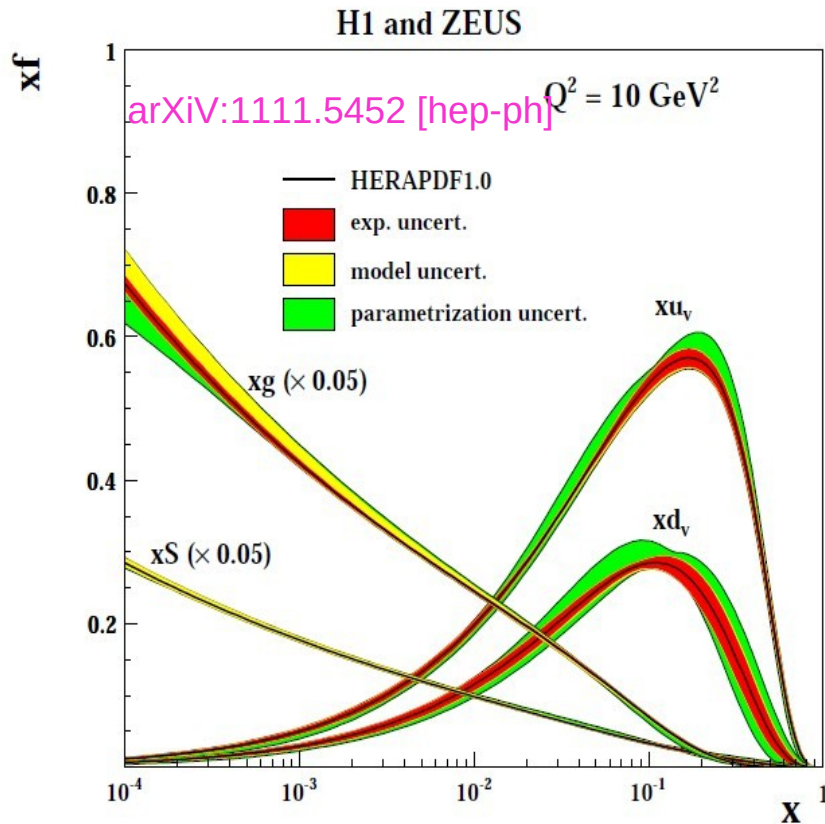 H1 and ZEUS
xf
1
arXiV:1111.5452 [hep-ph]
Q² = 10 GeV²
HERAPDF1.0
0.8
exp. uncert.
model uncert.
parametrization uncert.
xuᵥ
0.6
xg (× 0.05)
0.4
xdᵥ
xS (× 0.05)
0.2
10⁻⁴ 10⁻³ 10⁻² 10⁻¹ 1
x